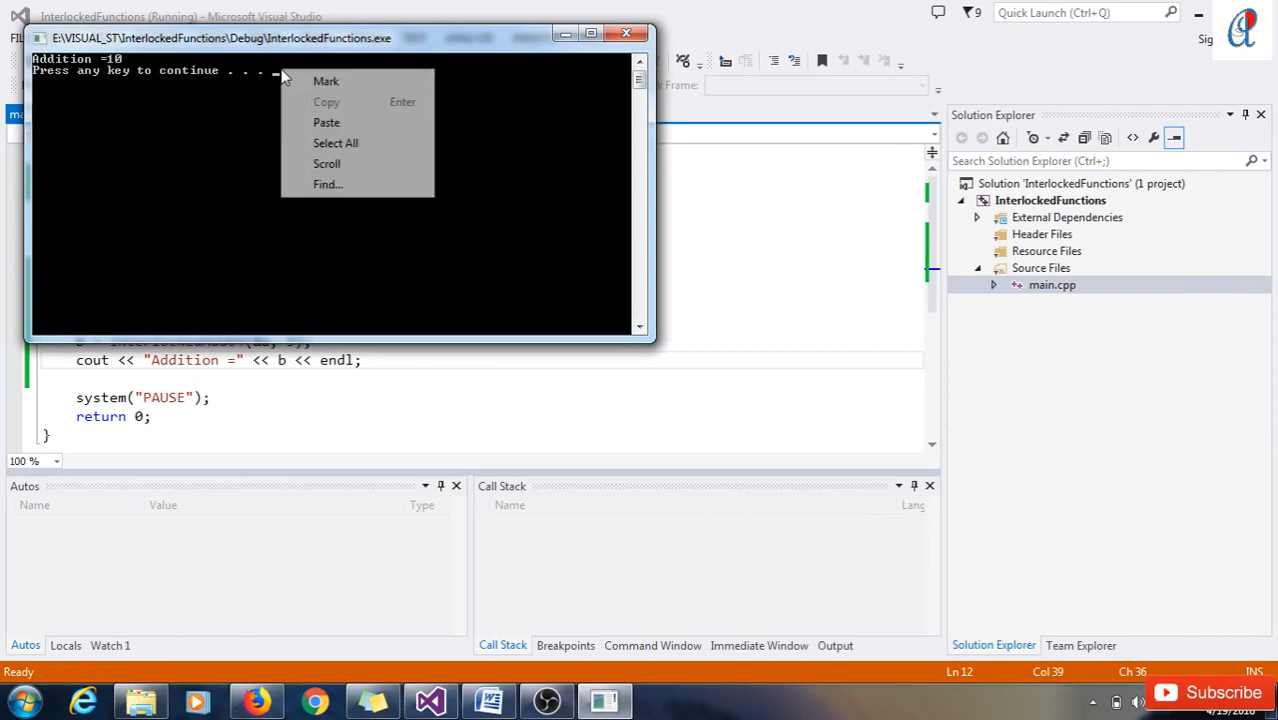 InterlockedFunctions (Running) - Microsoft Visual Studio
9
Quick Launch (Ctrl+Q)
E:\VISUAL_ST\InterlockedFunctions\Debug\InterlockedFunctions.exe
Addition =10
Press any key to continue . . .
Mark
Copy Enter
Paste
Select All
Scroll
Find...
Frame:
Solution Explorer
Search Solution Explorer (Ctrl+;)
Solution 'InterlockedFunctions' (1 project)
InterlockedFunctions
External Dependencies
Header Files
Resource Files
Source Files
main.cpp
cout << "Addition =" << b << endl;
system("PAUSE");
return 0;
}
100 %
Autos
Name Value Type
Call Stack
Name Lang
Autos Locals Watch 1
Call Stack Breakpoints Command Window Immediate Window Output
Solution Explorer Team Explorer
Ready Ln 12 Col 39 Ch 36 INS
Subscribe